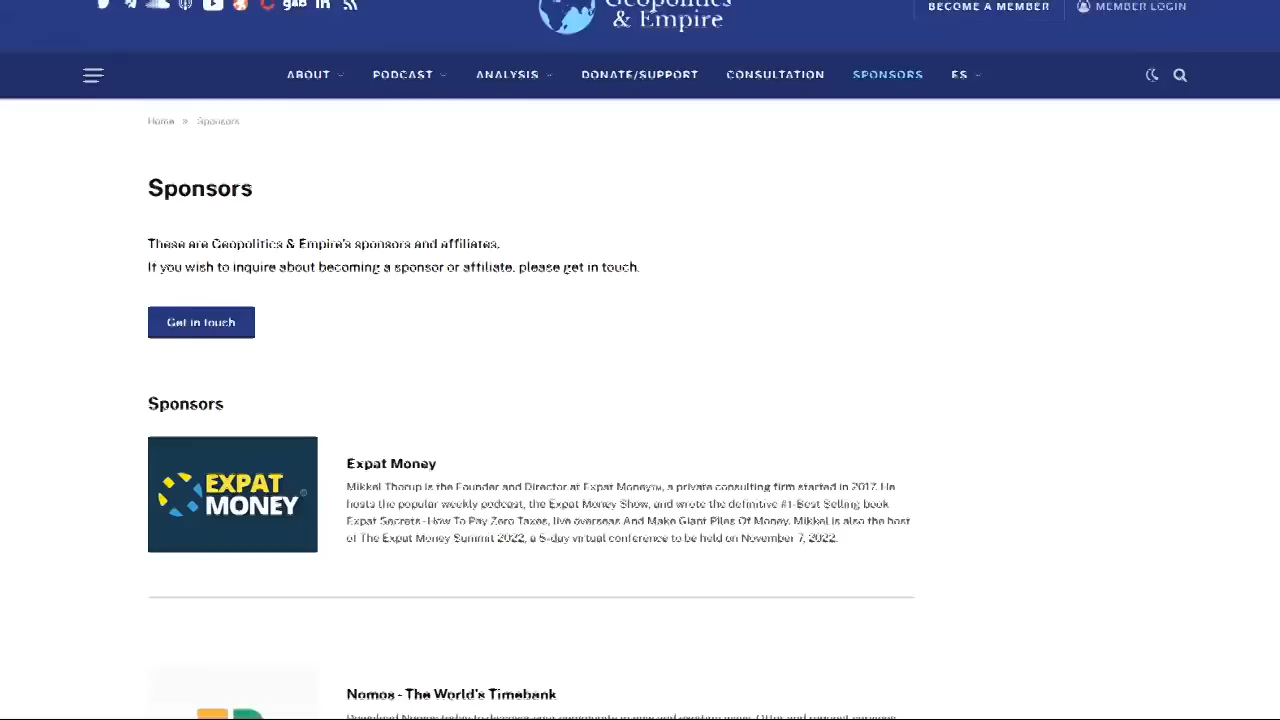 gab in
Geopolitics
& Empire
BECOME A MEMBER
MEMBER LOGIN
ABOUT PODCAST ANALYSIS DONATE/SUPPORT CONSULTATION SPONSORS ES
Home » Sponsors
Sponsors
These are Geopolitics & Empire's sponsors and affiliates.
If you wish to inquire about becoming a sponsor or affiliate, please get in touch.
Get in touch
Sponsors
EXPAT
MONEY
Expat Money
Mikkel Thorup is the Founder and Director at Expat Money®, a private consulting firm started in 2017. He
hosts the popular weekly podcast, the Expat Money Show, and wrote the definitive #1-Best Selling book
Expat Secrets - How To Pay Zero Taxes, live overseas And Make Giant Piles Of Money. Mikkel is also the host
of The Expat Money Summit 2022, a 5-day virtual conference to be held on November 7, 2022.
Nomos - The World's Timebank